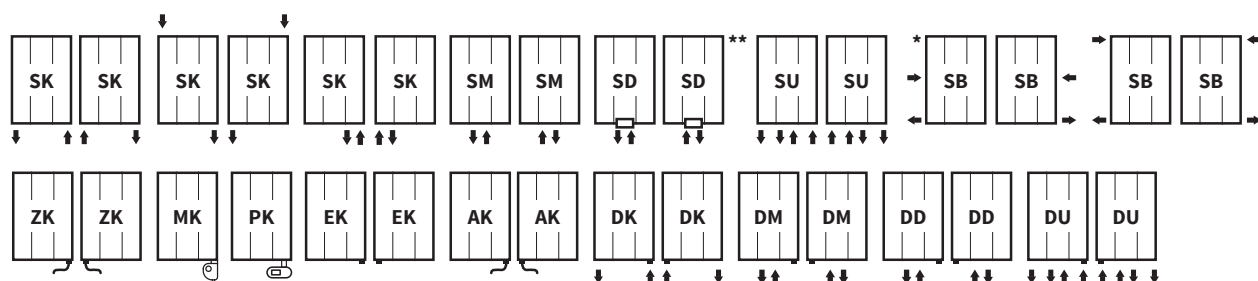 SK SK SK SK SK SK SM SM SD SD ** SU SU * SB SB SB SB
ZK ZK MK PK EK EK AK AK DK DK DM DM DD DD DU DU